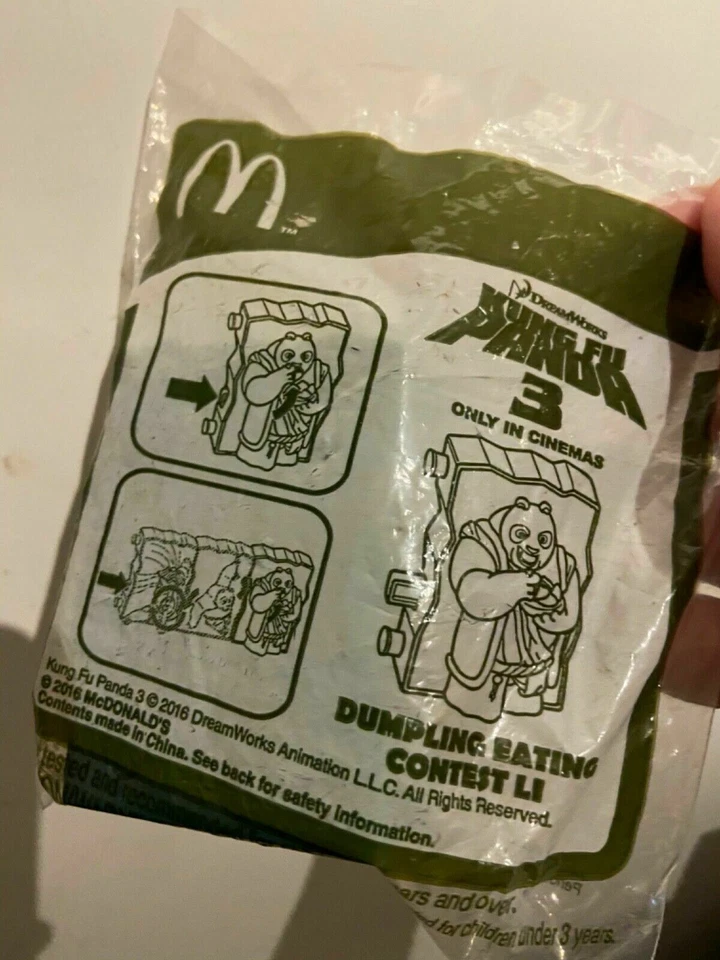 M™
DREAMWORKS
KUNG FU
PANDA
3
ONLY IN CINEMAS
DUMPLING EATING
CONTEST LI
Kung Fu Panda 3 © 2016 DreamWorks Animation L.L.C. All Rights Reserved.
© 2016 McDONALD'S
Contents made in China. See back for safety information.
and
and over.
for children under 3 years.